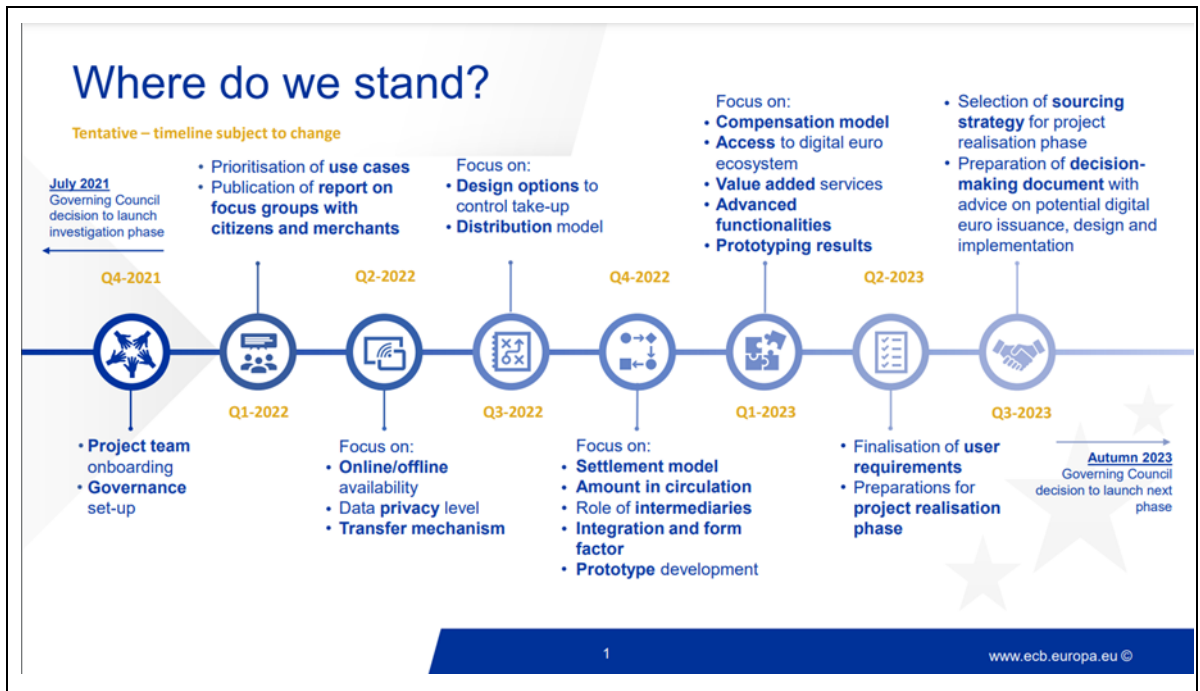 Where do we stand?
Tentative – timeline subject to change
July 2021
Governing Council
decision to launch
investigation phase
Q4-2021
• Project team
onboarding
• Governance
set-up
• Prioritisation of use cases
• Publication of report on
focus groups with
citizens and merchants
Q1-2022
Q2-2022
Focus on:
• Online/offline
availability
• Data privacy level
• Transfer mechanism
Focus on:
• Design options to
control take-up
• Distribution model
Q3-2022
Q4-2022
Focus on:
• Settlement model
• Amount in circulation
• Role of intermediaries
• Integration and form
factor
• Prototype development
Focus on:
• Compensation model
• Access to digital euro
ecosystem
• Value added services
• Advanced
functionalities
• Prototyping results
Q1-2023
Q2-2023
• Finalisation of user
requirements
• Preparations for
project realisation
phase
• Selection of sourcing
strategy for project
realisation phase
• Preparation of decision-
making document with
advice on potential digital
euro issuance, design and
implementation
Q3-2023
Autumn 2023
Governing Council
decision to launch next
phase
1
www.ecb.europa.eu ©